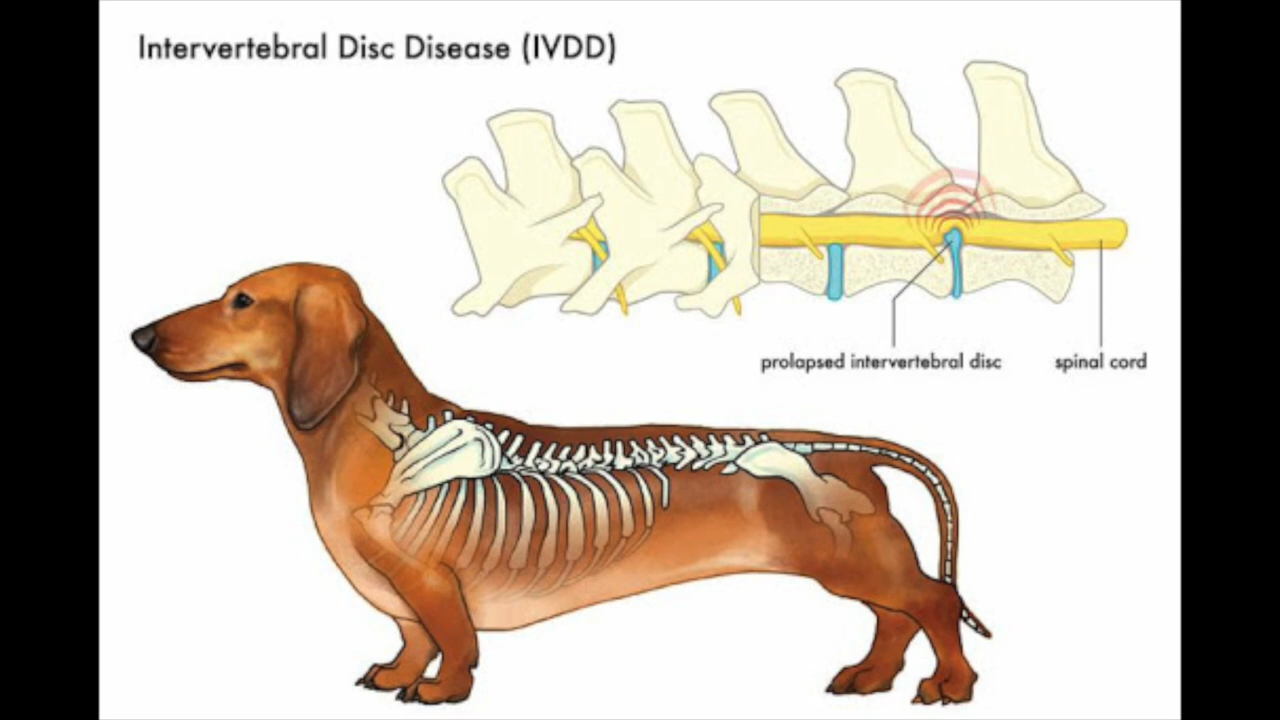 Intervertebral Disc Disease (IVDD)
prolapsed intervertebral disc
spinal cord